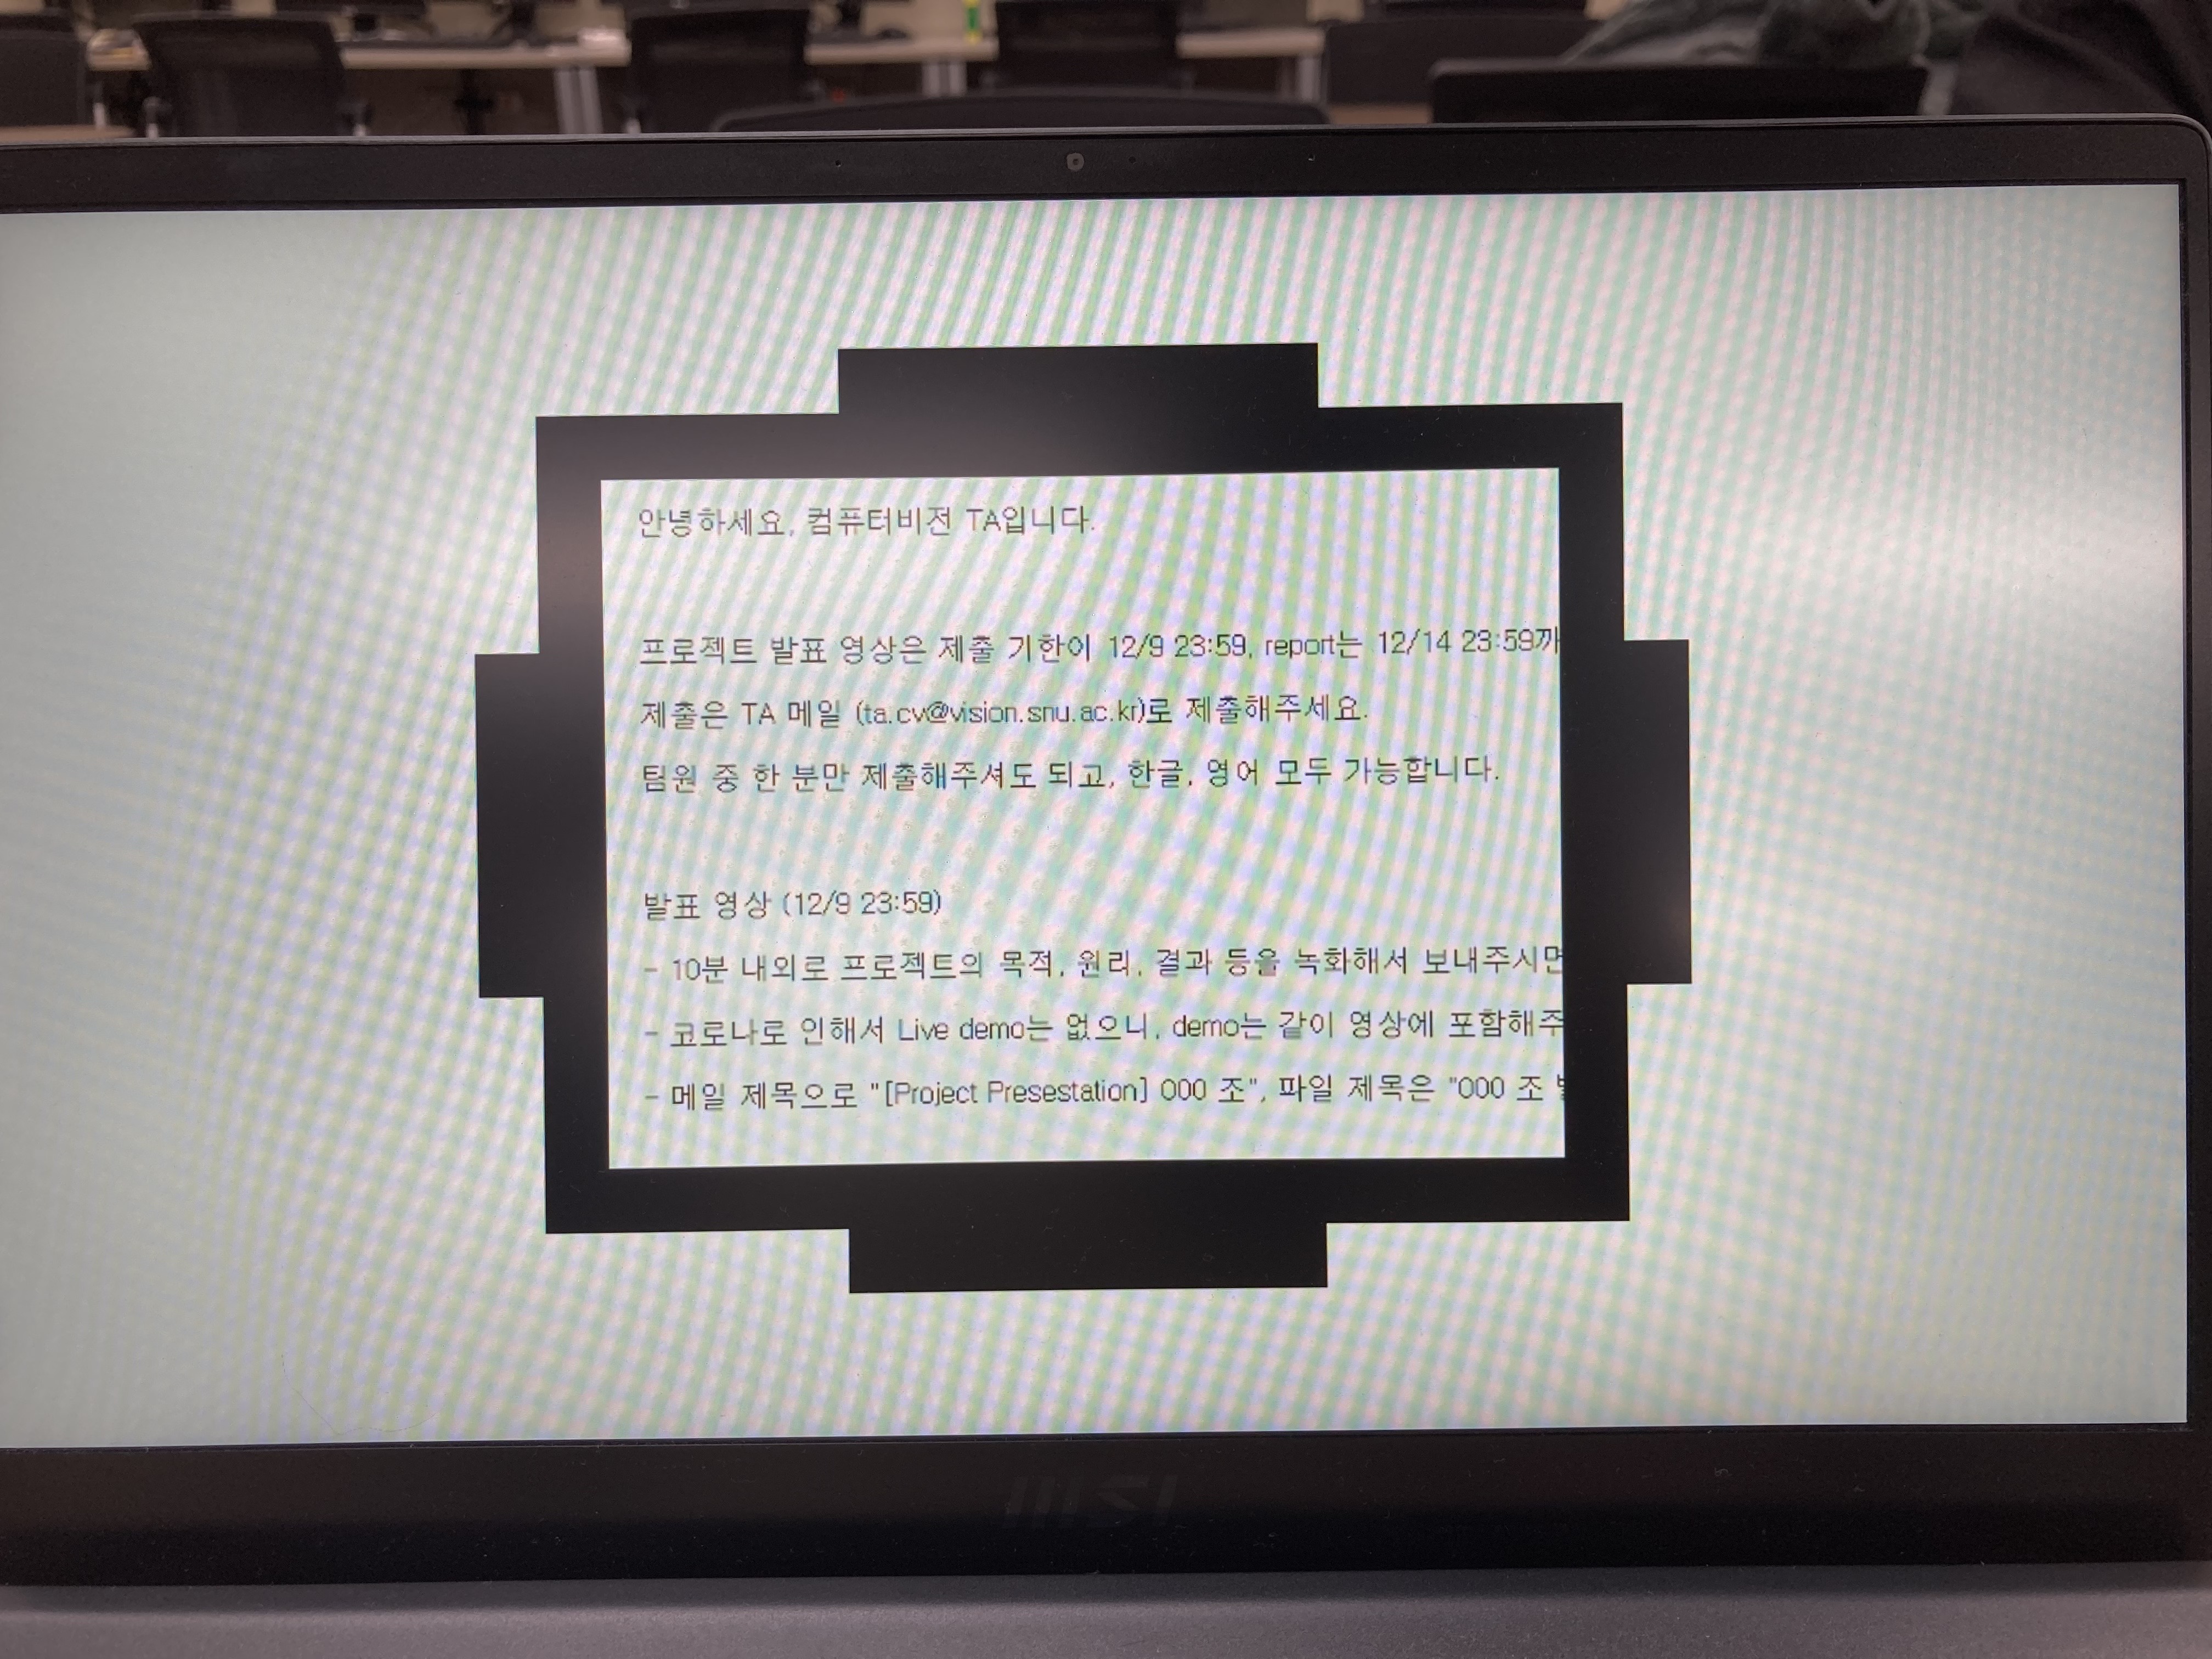 안녕하세요, 컴퓨터비전 TA입니다.
프로젝트 발표 영상은 제출 기한이 12/9 23:59, report는 12/14 23:59까
제출은 TA 메일 (ta.cv@vision.snu.ac.kr)로 제출해주세요.
팀원 중 한 분만 제출해주셔도 되고, 한글, 영어 모두 가능합니다.
발표 영상 (12/9 23:59)
- 10분 내외로 프로젝트의 목적, 원리, 결과 등을 녹화해서 보내주시면
- 코로나로 인해서 Live demo는 없으니, demo는 같이 영상에 포함해주
- 메일 제목으로 "[Project Presestation] 000 조", 파일 제목은 "000 조
msi